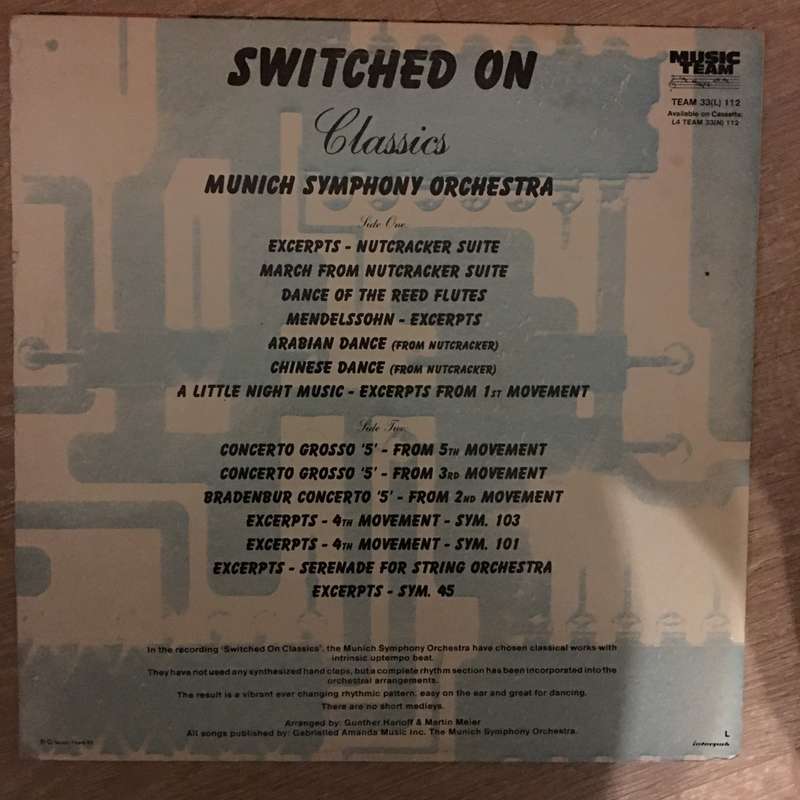 SWITCHED ON
Classics
MUNICH SYMPHONY ORCHESTRA
MUSIC
TEAM
TEAM 33(L) 112
Available on Cassette:
L4 TEAM 33(N) 112
Side One
EXCERPTS - NUTCRACKER SUITE
MARCH FROM NUTCRACKER SUITE
DANCE OF THE REED FLUTES
MENDELSSOHN - EXCERPTS
ARABIAN DANCE (FROM NUTCRACKER)
CHINESE DANCE (FROM NUTCRACKER)
A LITTLE NIGHT MUSIC - EXCERPTS FROM 1ST MOVEMENT
Side Two
CONCERTO GROSSO '5' - FROM 5TH MOVEMENT
CONCERTO GROSSO '5' - FROM 3RD MOVEMENT
BRADENBUR CONCERTO '5' - FROM 2ND MOVEMENT
EXCERPTS - 4TH MOVEMENT - SYM. 103
EXCERPTS - 4TH MOVEMENT - SYM. 101
EXCERPTS - SERENADE FOR STRING ORCHESTRA
EXCERPTS - SYM. 45
In the recording 'Switched On Classics', the Munich Symphony Orchestra have chosen classical works with
intrinsic uptempo beat.
They have not used any synthesized hand claps, but a complete rhythm section has been incorporated into the
orchestral arrangements.
The result is a vibrant ever changing rhythmic pattern, easy on the ear and great for dancing.
There are no short medleys.
Arranged by: Gunther Harloff & Martin Meier
All songs published by: Gabrielled Amanda Music Inc. The Munich Symphony Orchestra.
L
interpak